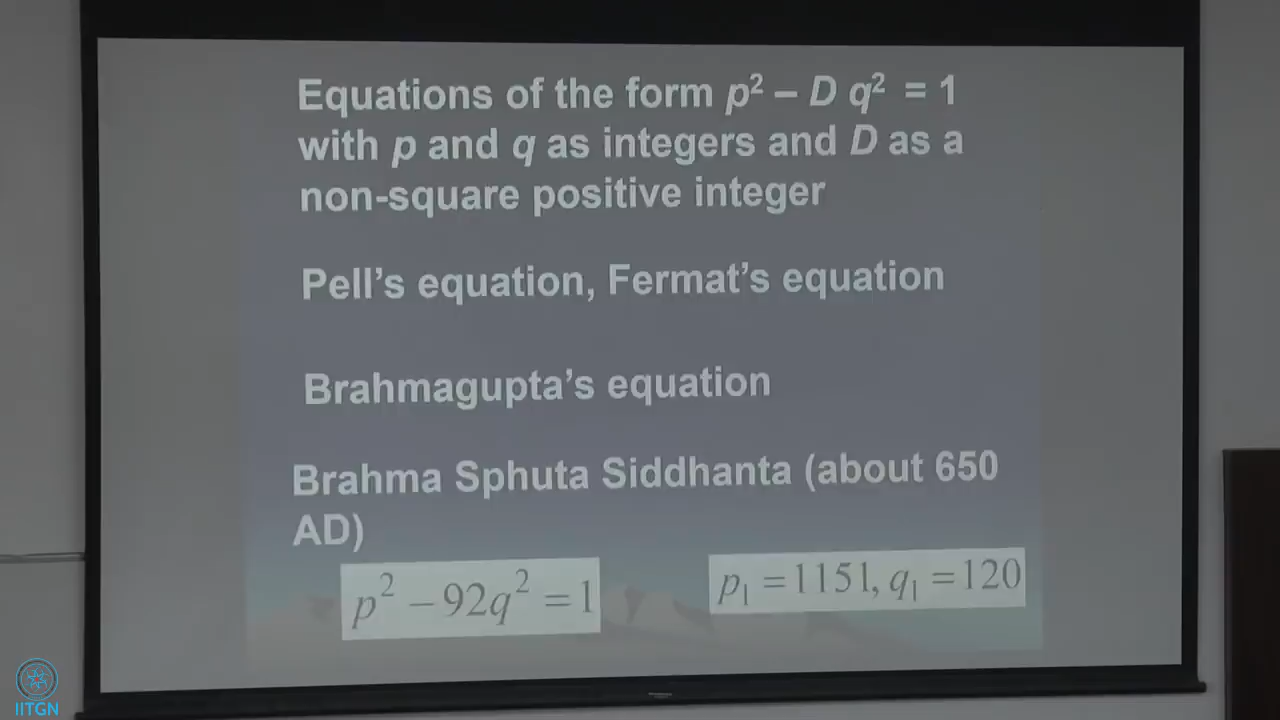 Equations of the form p² – D q² = 1
with p and q as integers and D as a
non-square positive integer
Pell's equation, Fermat's equation
Brahmagupta's equation
Brahma Sphuta Siddhanta (about 650
AD)
p² – 92q² = 1
p₁ = 1151, q₁ = 120
IITGN